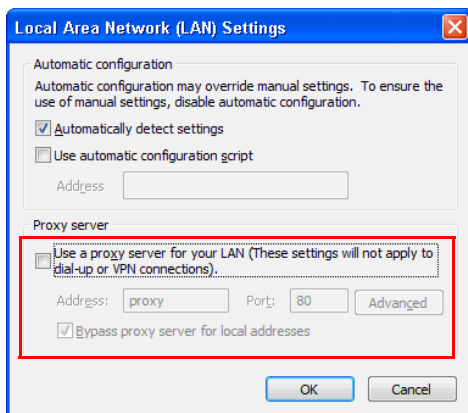 Local Area Network (LAN) Settings
Automatic configuration
Automatic configuration may override manual settings. To ensure the
use of manual settings, disable automatic configuration.
Automatically detect settings
Use automatic configuration script
Address
Proxy server
Use a proxy server for your LAN (These settings will not apply to
dial-up or VPN connections).
Address: proxy Port: 80 Advanced
Bypass proxy server for local addresses
OK Cancel